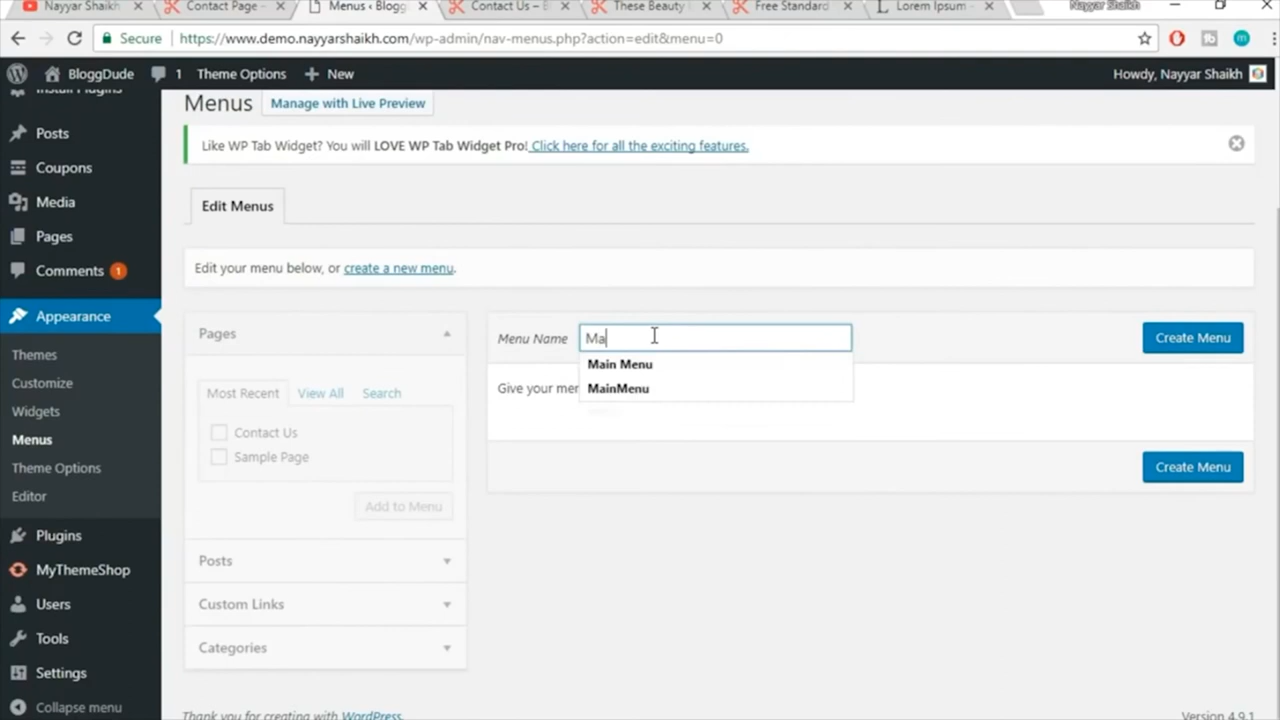 Nayyar Shaikh
Contact Page -
Menus ‹ Blogg
Contact Us –
These Beauty
Free Standard
Lorem Ipsum -
Nayyar Shaikh
Secure
https://www.demo.nayyarshaikh.com/wp-admin/nav-menus.php?action=edit&menu=0
BloggDude
1
Theme Options
+ New
Howdy, Nayyar Shaikh
Install Plugins
Posts
Coupons
Media
Pages
Comments 1
Appearance
Themes
Customize
Widgets
Menus
Theme Options
Editor
Plugins
MyThemeShop
Users
Tools
Settings
Collapse menu
Menus
Manage with Live Preview
Like WP Tab Widget? You will LOVE WP Tab Widget Pro! Click here for all the exciting features.
Edit Menus
Edit your menu below, or create a new menu.
Pages
Most Recent
View All
Search
Contact Us
Sample Page
Add to Menu
Posts
Custom Links
Categories
Menu Name
Ma
Create Menu
Main Menu
MainMenu
Give your
Create Menu
Thank you for creating with WordPress.
Version 4.9.1